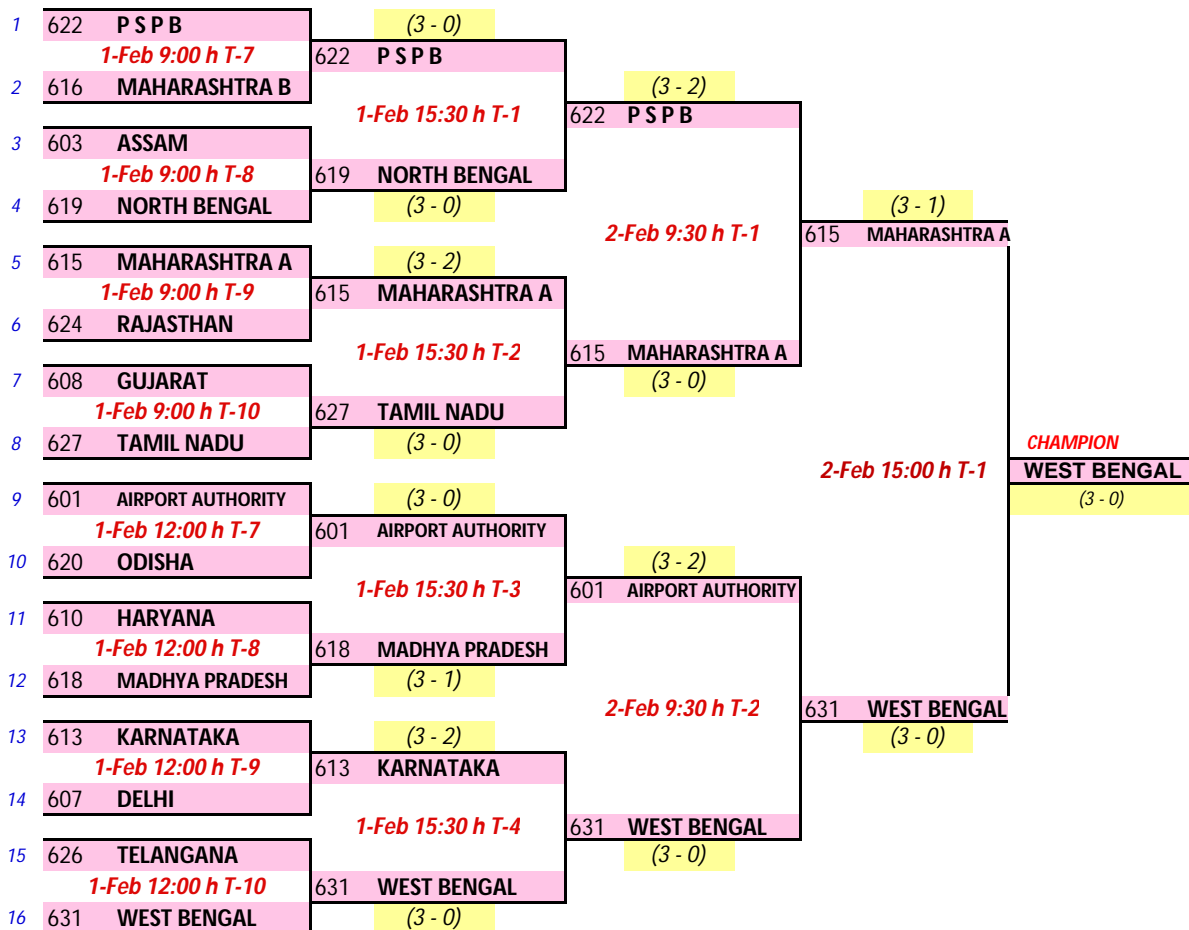 1 622 P S P B (3 - 0)
1-Feb 9:00 h T-7 622 P S P B
2 616 MAHARASHTRA B (3 - 2)
1-Feb 15:30 h T-1 622 P S P B
3 603 ASSAM
1-Feb 9:00 h T-8 619 NORTH BENGAL
4 619 NORTH BENGAL (3 - 0) (3 - 1)
2-Feb 9:30 h T-1 615 MAHARASHTRA A
5 615 MAHARASHTRA A (3 - 2)
1-Feb 9:00 h T-9 615 MAHARASHTRA A
6 624 RAJASTHAN
1-Feb 15:30 h T-2 615 MAHARASHTRA A
7 608 GUJARAT (3 - 0)
1-Feb 9:00 h T-10 627 TAMIL NADU
8 627 TAMIL NADU (3 - 0) CHAMPION
2-Feb 15:00 h T-1 WEST BENGAL
9 601 AIRPORT AUTHORITY (3 - 0) (3 - 0)
1-Feb 12:00 h T-7 601 AIRPORT AUTHORITY
10 620 ODISHA (3 - 2)
1-Feb 15:30 h T-3 601 AIRPORT AUTHORITY
11 610 HARYANA
1-Feb 12:00 h T-8 618 MADHYA PRADESH
12 618 MADHYA PRADESH (3 - 1)
2-Feb 9:30 h T-2 631 WEST BENGAL
13 613 KARNATAKA (3 - 2) (3 - 0)
1-Feb 12:00 h T-9 613 KARNATAKA
14 607 DELHI
1-Feb 15:30 h T-4 631 WEST BENGAL
15 626 TELANGANA (3 - 0)
1-Feb 12:00 h T-10 631 WEST BENGAL
16 631 WEST BENGAL (3 - 0)